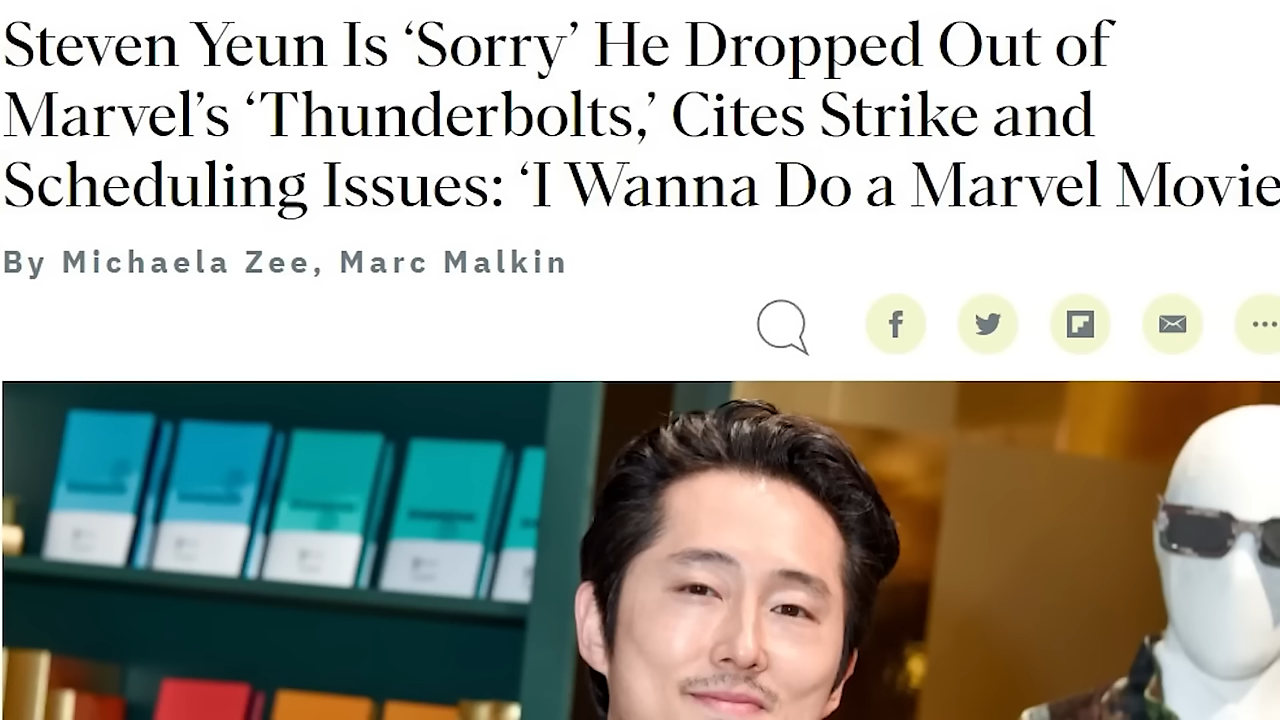 Steven Yeun Is ‘Sorry’ He Dropped Out of
Marvel’s ‘Thunderbolts,’ Cites Strike and
Scheduling Issues: ‘I Wanna Do a Marvel Movie
By Michaela Zee, Marc Malkin